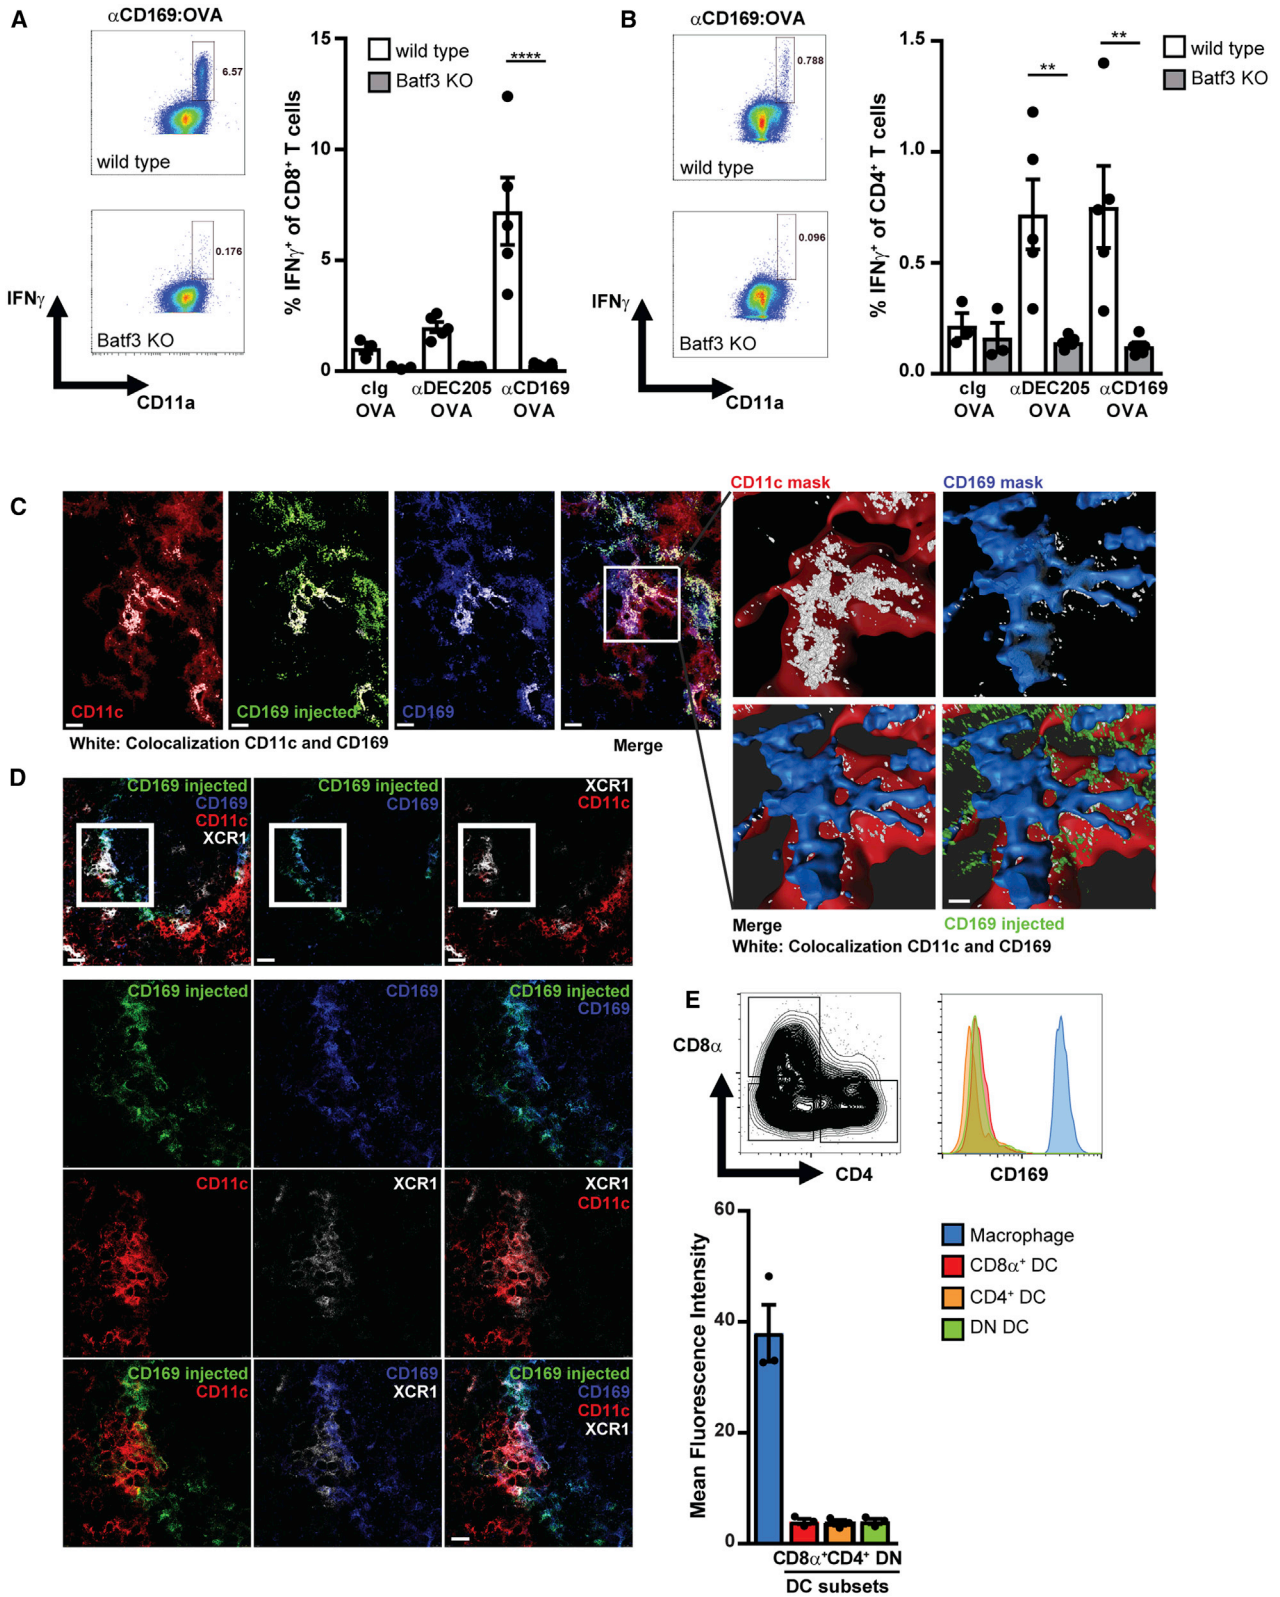 A
αCD169:OVA
6.57
wild type
0.176
Batf3 KO
IFNγ
CD11a
% IFNγ⁺ of CD8⁺ T cells
15
10
5
0
wild type
Batf3 KO
****
cIg
OVA
αDEC205
OVA
αCD169
OVA
B
αCD169:OVA
0.788
wild type
0.096
Batf3 KO
IFNγ
CD11a
% IFNγ⁺ of CD4⁺ T cells
1.5
1.0
0.5
0.0
**
**
wild type
Batf3 KO
cIg
OVA
αDEC205
OVA
αCD169
OVA
C
CD11c
CD169 injected
CD169
White: Colocalization CD11c and CD169
Merge
CD11c mask
CD169 mask
Merge
CD169 injected
White: Colocalization CD11c and CD169
D
CD169 injected
CD169
CD11c
XCR1
CD169 injected
CD169
XCR1
CD11c
CD169 injected
CD169
CD169 injected
CD169
CD11c
XCR1
XCR1
CD11c
CD169 injected
CD11c
CD169
XCR1
CD169 injected
CD169
CD11c
XCR1
E
CD8α
CD4
CD169
Mean Fluorescence Intensity
60
40
20
0
CD8α⁺CD4⁺ DN
DC subsets
Macrophage
CD8α⁺ DC
CD4⁺ DC
DN DC